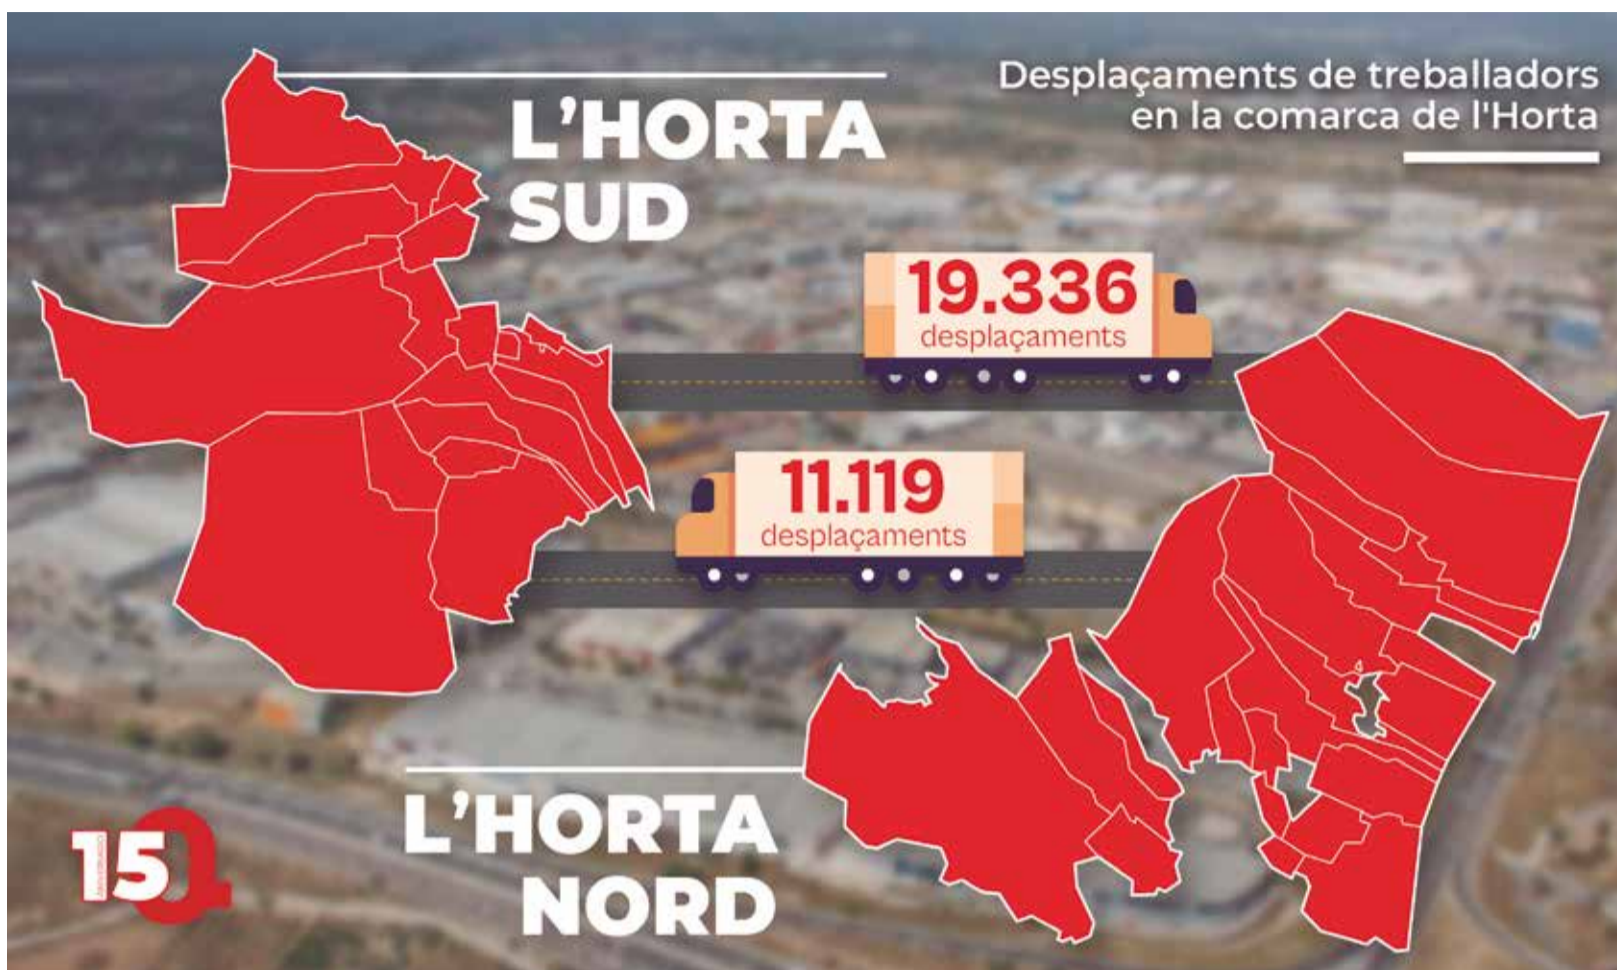 L'HORTA
SUD
Desplaçaments de treballadors
en la comarca de l'Horta
19.336
desplaçaments
11.119
desplaçaments
L'HORTA
NORD
15